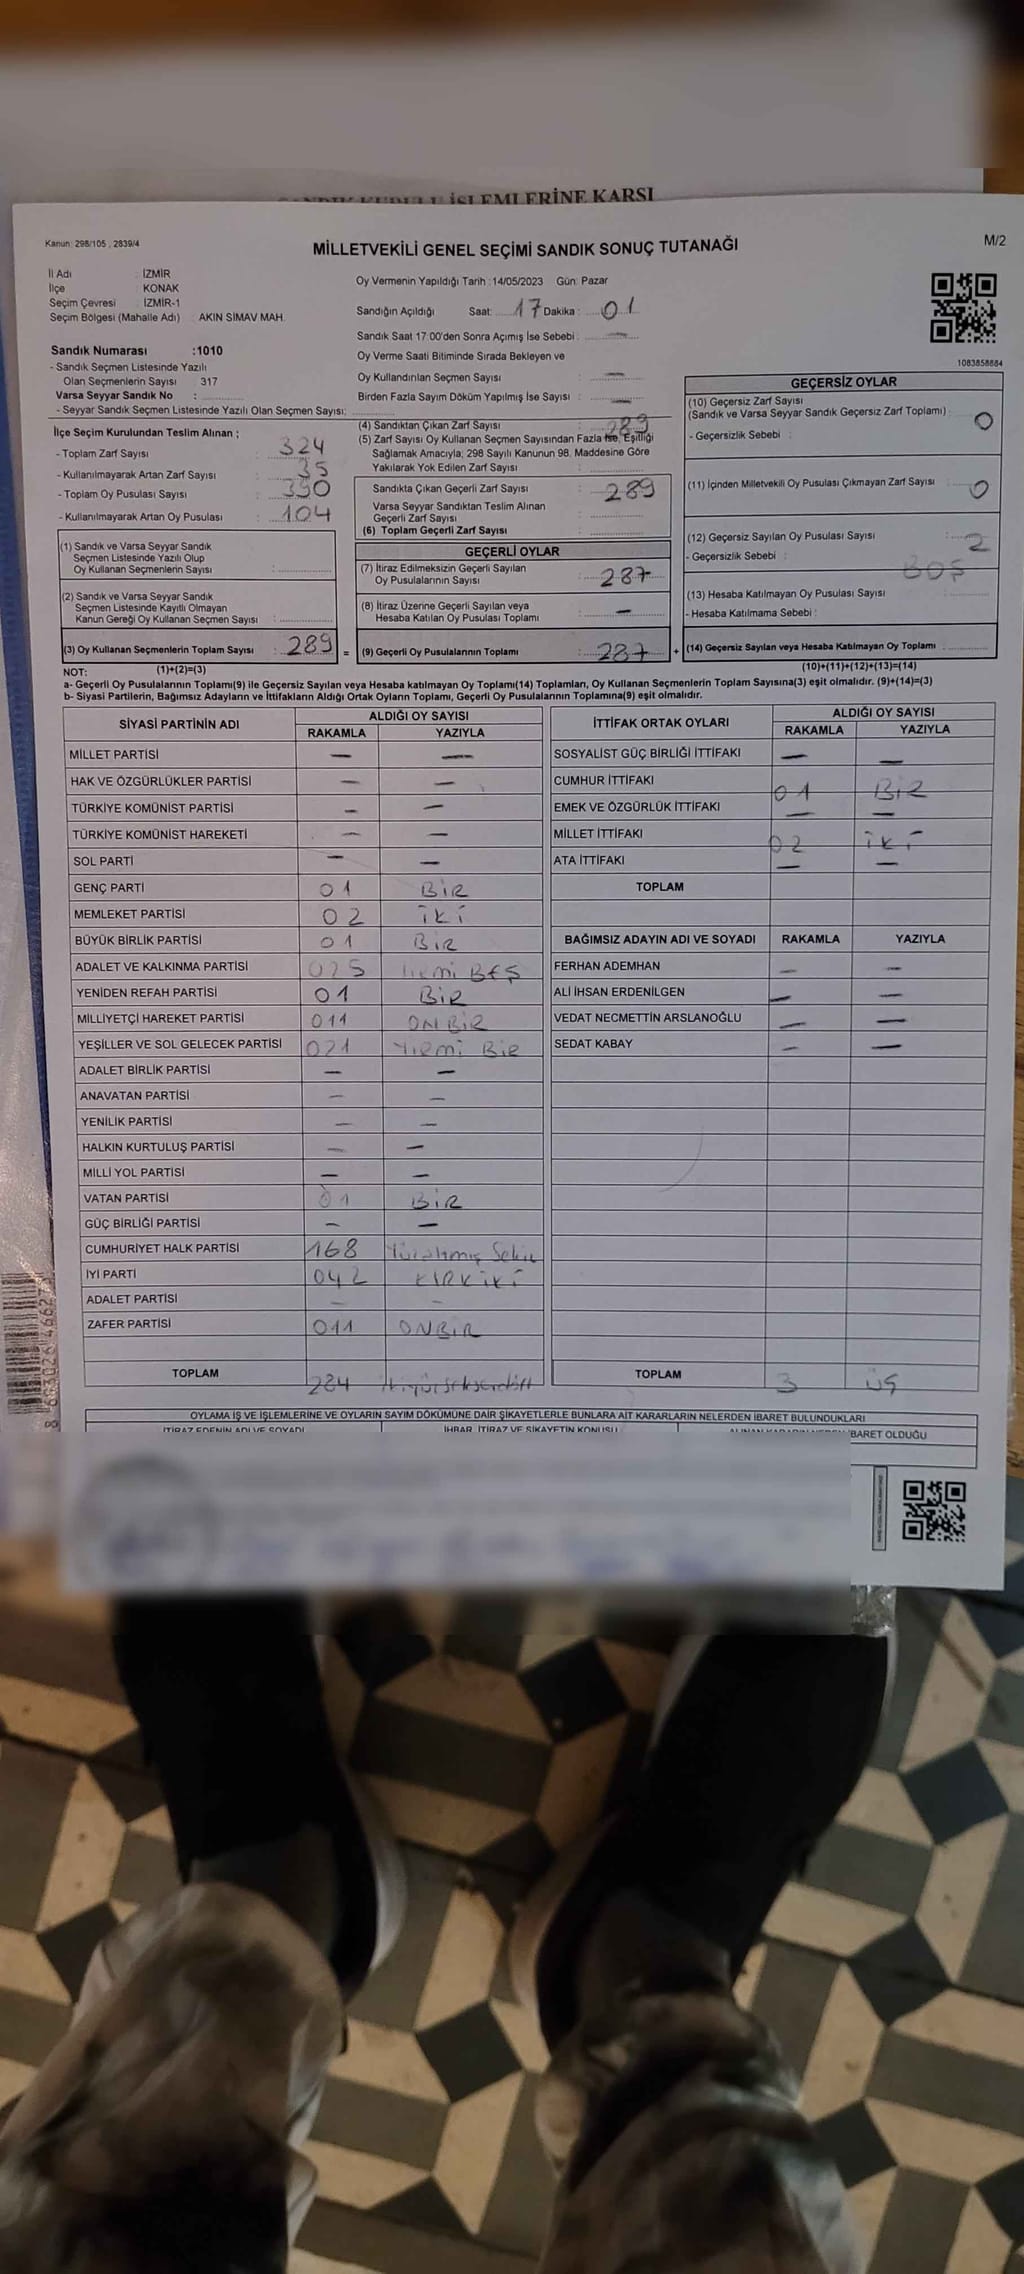 İŞLEMLERİNE KARŞI
Kanun: 298/105 , 2839/4
MİLLETVEKİLİ GENEL SEÇİMİ SANDIK SONUÇ TUTANAĞI
M/2
İl Adı : İZMİR
İlçe : KONAK
Seçim Çevresi : İZMİR-1
Seçim Bölgesi (Mahalle Adı) : AKIN SİMAV MAH.
Oy Vermenin Yapıldığı Tarih : 14/05/2023 Gün: Pazar
Sandığın Açıldığı Saat: 17 Dakika : 01
Sandık Saat 17:00'den Sonra Açımış İse Sebebi : —
Oy Verme Saati Bitiminde Sırada Bekleyen ve
Oy Kullandırılan Seçmen Sayısı : —
Birden Fazla Sayım Döküm Yapılmış İse Sayısı : —
1083858884
Sandık Numarası :1010
- Sandık Seçmen Listesinde Yazılı
Olan Seçmenlerin Sayısı 317
Varsa Seyyar Sandık No :
- Seyyar Sandık Seçmen Listesinde Yazılı Olan Seçmen Sayısı:
İlçe Seçim Kurulundan Teslim Alınan ;
- Toplam Zarf Sayısı : 324
- Kullanılmayarak Artan Zarf Sayısı : 35
- Toplam Oy Pusulası Sayısı : 390
- Kullanılmayarak Artan Oy Pusulası : 104
(4) Sandıktan Çıkan Zarf Sayısı : 289
(5) Zarf Sayısı Oy Kullanan Seçmen Sayısından Fazla İse, Eşitliği
Sağlamak Amacıyla; 298 Sayılı Kanunun 98. Maddesine Göre
Yakılarak Yok Edilen Zarf Sayısı :
Sandıkta Çıkan Geçerli Zarf Sayısı : 289
Varsa Seyyar Sandıktan Teslim Alınan
Geçerli Zarf Sayısı :
(6) Toplam Geçerli Zarf Sayısı :
GEÇERSİZ OYLAR
(10) Geçersiz Zarf Sayısı
(Sandık ve Varsa Seyyar Sandık Geçersiz Zarf Toplamı) : 0
- Geçersizlik Sebebi :
(11) İçinden Milletvekili Oy Pusulası Çıkmayan Zarf Sayısı : 0
(12) Geçersiz Sayılan Oy Pusulası Sayısı : 2
- Geçersizlik Sebebi : BOŞ
(13) Hesaba Katılmayan Oy Pusulası Sayısı
- Hesaba Katılmama Sebebi :
(14) Geçersiz Sayılan veya Hesaba Katılmayan Oy Toplamı :
(10)+(11)+(12)+(13)=(14)
(1) Sandık ve Varsa Seyyar Sandık
Seçmen Listesinde Yazılı Olup
Oy Kullanan Seçmenlerin Sayısı :
(2) Sandık ve Varsa Seyyar Sandık
Seçmen Listesinde Kayıtlı Olmayan
Kanun Gereği Oy Kullanan Seçmen Sayısı :
(3) Oy Kullanan Seçmenlerin Toplam Sayısı : 289 =
GEÇERLİ OYLAR
(7) İtiraz Edilmeksizin Geçerli Sayılan
Oy Pusulalarının Sayısı : 287
(8) İtiraz Üzerine Geçerli Sayılan veya
Hesaba Katılan Oy Pusulası Toplamı : —
(9) Geçerli Oy Pusulalarının Toplamı : 287 +
NOT: (1)+(2)=(3)
a- Geçerli Oy Pusulalarının Toplamı(9) ile Geçersiz Sayılan veya Hesaba katılmayan Oy Toplamı(14) Toplamları, Oy Kullanan Seçmenlerin Toplam Sayısına(3) eşit olmalıdır. (9)+(14)=(3)
b- Siyasi Partilerin, Bağımsız Adayların ve İttifakların Aldığı Ortak Oyların Toplamı, Geçerli Oy Pusulalarının Toplamına(9) eşit olmalıdır.
SİYASİ PARTİNİN ADI ALDIĞI OY SAYISI
RAKAMLA YAZIYLA
MİLLET PARTİSİ — —
HAK VE ÖZGÜRLÜKLER PARTİSİ — —
TÜRKİYE KOMÜNİST PARTİSİ — —
TÜRKİYE KOMÜNİST HAREKETİ — —
SOL PARTİ — —
GENÇ PARTİ 01 BİR
MEMLEKET PARTİSİ 02 İKİ
BÜYÜK BİRLİK PARTİSİ 01 BİR
ADALET VE KALKINMA PARTİSİ 025 Yirmi BEŞ
YENİDEN REFAH PARTİSİ 01 BİR
MİLLİYETÇİ HAREKET PARTİSİ 011 ONBİR
YEŞİLLER VE SOL GELECEK PARTİSİ 021 Yirmi Bir
ADALET BİRLİK PARTİSİ — —
ANAVATAN PARTİSİ — —
YENİLİK PARTİSİ — —
HALKIN KURTULUŞ PARTİSİ — —
MİLLİ YOL PARTİSİ — —
VATAN PARTİSİ 01 BİR
GÜÇ BİRLİĞİ PARTİSİ — —
CUMHURİYET HALK PARTİSİ 168 Yüzaltmış Sekiz
İYİ PARTİ 042 KIRKİKİ
ADALET PARTİSİ — —
ZAFER PARTİSİ 011 ONBİR
TOPLAM 284 ikiyüzseksendört
İTTİFAK ORTAK OYLARI ALDIĞI OY SAYISI
RAKAMLA YAZIYLA
SOSYALİST GÜÇ BİRLİĞİ İTTİFAKI — —
CUMHUR İTTİFAKI 01 BİR
EMEK VE ÖZGÜRLÜK İTTİFAKI — —
MİLLET İTTİFAKI 02 İKİ
ATA İTTİFAKI — —
TOPLAM
BAĞIMSIZ ADAYIN ADI VE SOYADI RAKAMLA YAZIYLA
FERHAN ADEMHAN — —
ALİ İHSAN ERDENİLGEN — —
VEDAT NECMETTİN ARSLANOĞLU — —
SEDAT KABAY — —
TOPLAM 3 ÜÇ
OYLAMA İŞ VE İŞLEMLERİNE VE OYLARIN SAYIM DÖKÜMÜNE DAİR ŞİKAYETLERLE BUNLARA AİT KARARLARIN NELERDEN İBARET BULUNDUKLARI
İTİRAZ EDENİN ADI VE SOYADI İHBAR, İTİRAZ VE ŞİKAYETİN KONUSU İBARET OLDUĞU